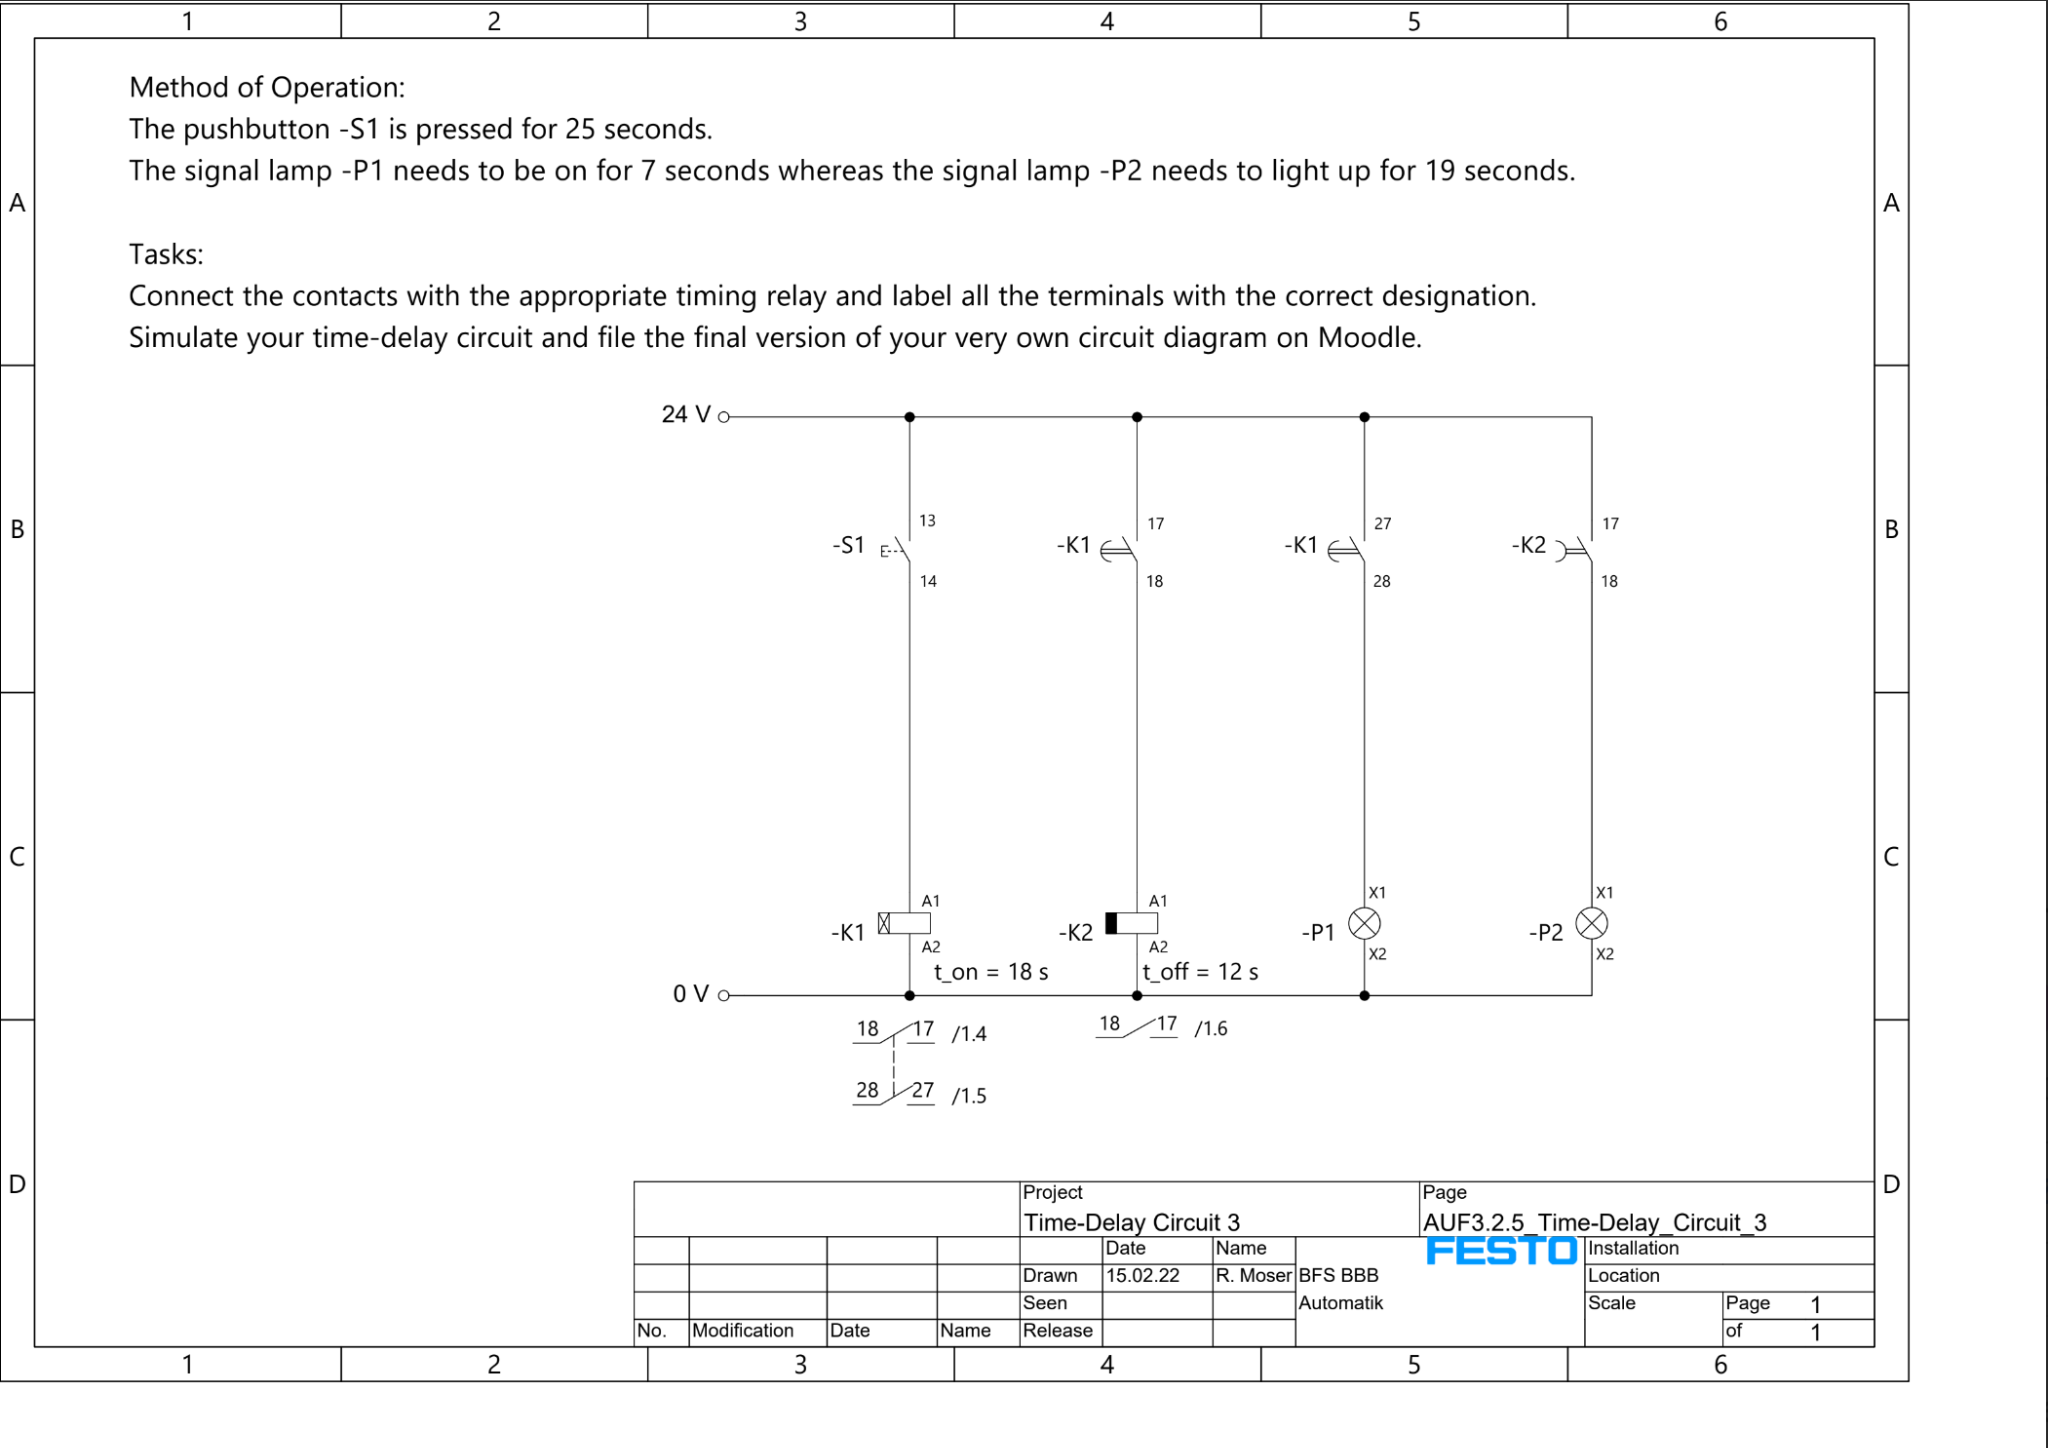 1 2 3 4 5 6
Method of Operation:
The pushbutton -S1 is pressed for 25 seconds.
The signal lamp -P1 needs to be on for 7 seconds whereas the signal lamp -P2 needs to light up for 19 seconds.
A A
Tasks:
Connect the contacts with the appropriate timing relay and label all the terminals with the correct designation.
Simulate your time-delay circuit and file the final version of your very own circuit diagram on Moodle.
24 V
13 17 27 17
B -S1 -K1 -K1 -K2 B
14 18 28 18
C C
A1 A1 X1 X1
-K1 -K2 -P1 -P2
A2 A2 X2 X2
t_on = 18 s t_off = 12 s
0 V
18 17 /1.4 18 17 /1.6
28 27 /1.5
D D
Project Page
Time-Delay Circuit 3 AUF3.2.5_Time-Delay_Circuit_3
Date Name FESTO Installation
Drawn 15.02.22 R. Moser BFS BBB Location
Seen Automatik Scale Page 1
No. Modification Date Name Release of 1
1 2 3 4 5 6